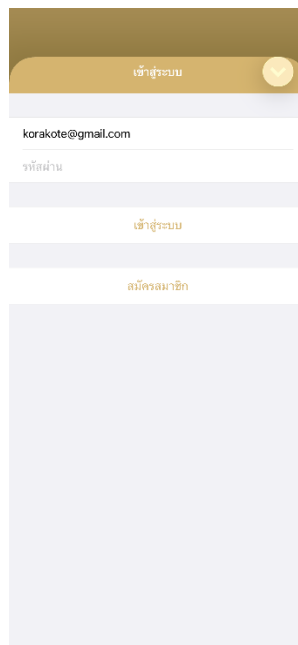 เข้าสู่ระบบ
korakote@gmail.com
รหัสผ่าน
เข้าสู่ระบบ
สมัครสมาชิก